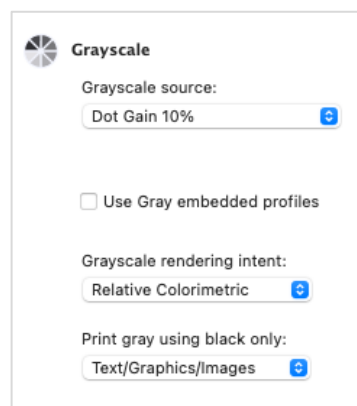 Grayscale
Grayscale source:
Dot Gain 10%
Use Gray embedded profiles
Grayscale rendering intent:
Relative Colorimetric
Print gray using black only:
Text/Graphics/Images